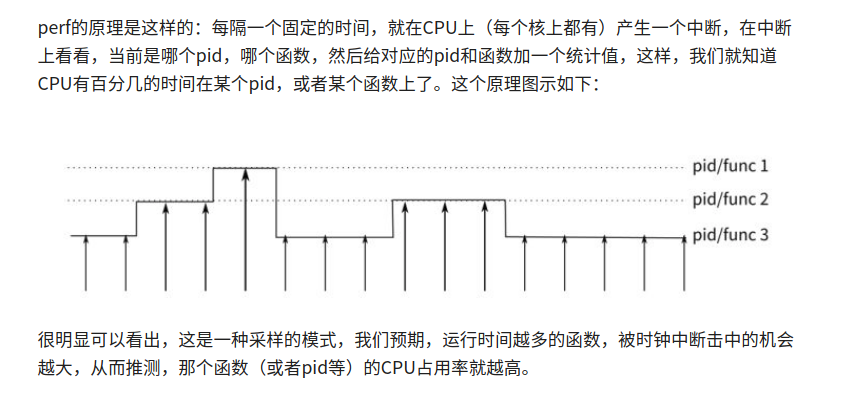 perf的原理是这样的：每隔一个固定的时间，就在CPU上（每个核上都有）产生一个中断，在中断
上看看，当前是哪个pid，哪个函数，然后给对应的pid和函数加一个统计值，这样，我们就知道
CPU有百分几的时间在某个pid，或者某个函数上了。这个原理图示如下：
pid/func 1
pid/func 2
pid/func 3
很明显可以看出，这是一种采样的模式，我们预期，运行时间越多的函数，被时钟中断击中的机会
越大，从而推测，那个函数（或者pid等）的CPU占用率就越高。